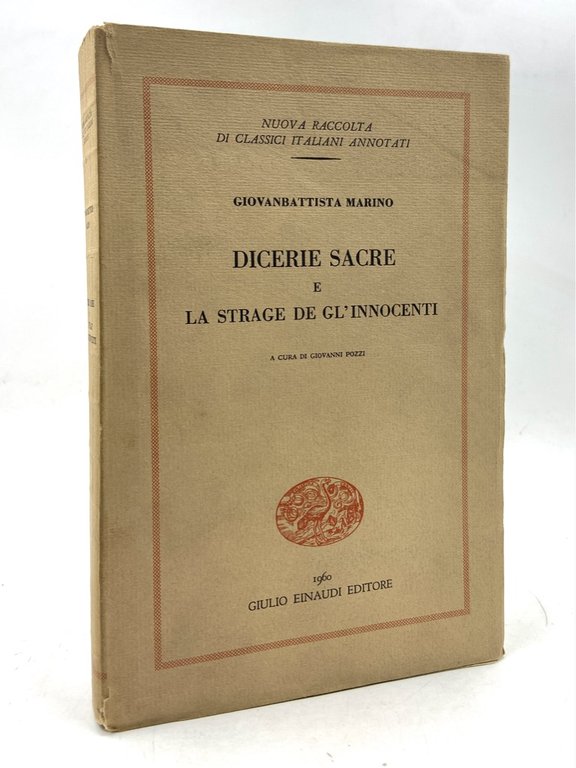 NUOVA RACCOLTA
DI CLASSICI ITALIANI ANNOTATI
GIOVANBATTISTA MARINO
DICERIE SACRE
E
LA STRAGE DE GL'INNOCENTI
A CURA DI GIOVANNI POZZI
1960
GIULIO EINAUDI EDITORE